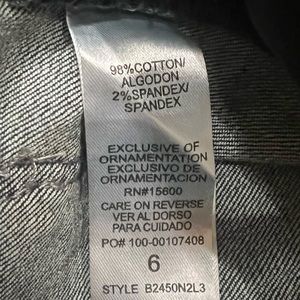 98%COTTON/
ALGODON
2%SPANDEX/
SPANDEX
EXCLUSIVE OF
ORNAMENTATION
EXCLUSIVO DE
ORNAMENTACION
RN#15600
CARE ON REVERSE
VER AL DORSO
PARA CUIDADO
PO# 100-00107408
6
STYLE B2450N2L3